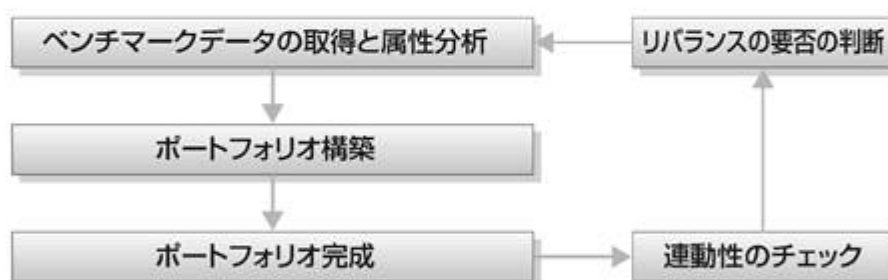 ベンチマークデータの取得と属性分析
リバランスの要否の判断
ポートフォリオ構築
ポートフォリオ完成
連動性のチェック